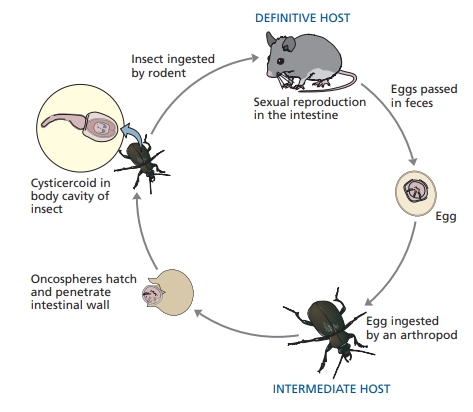 DEFINITIVE HOST
Insect ingested
by rodent
Sexual reproduction
in the intestine
Eggs passed
in feces
Cysticercoid in
body cavity of
insect
Egg
Oncospheres hatch
and penetrate
intestinal wall
Egg ingested
by an arthropod
INTERMEDIATE HOST